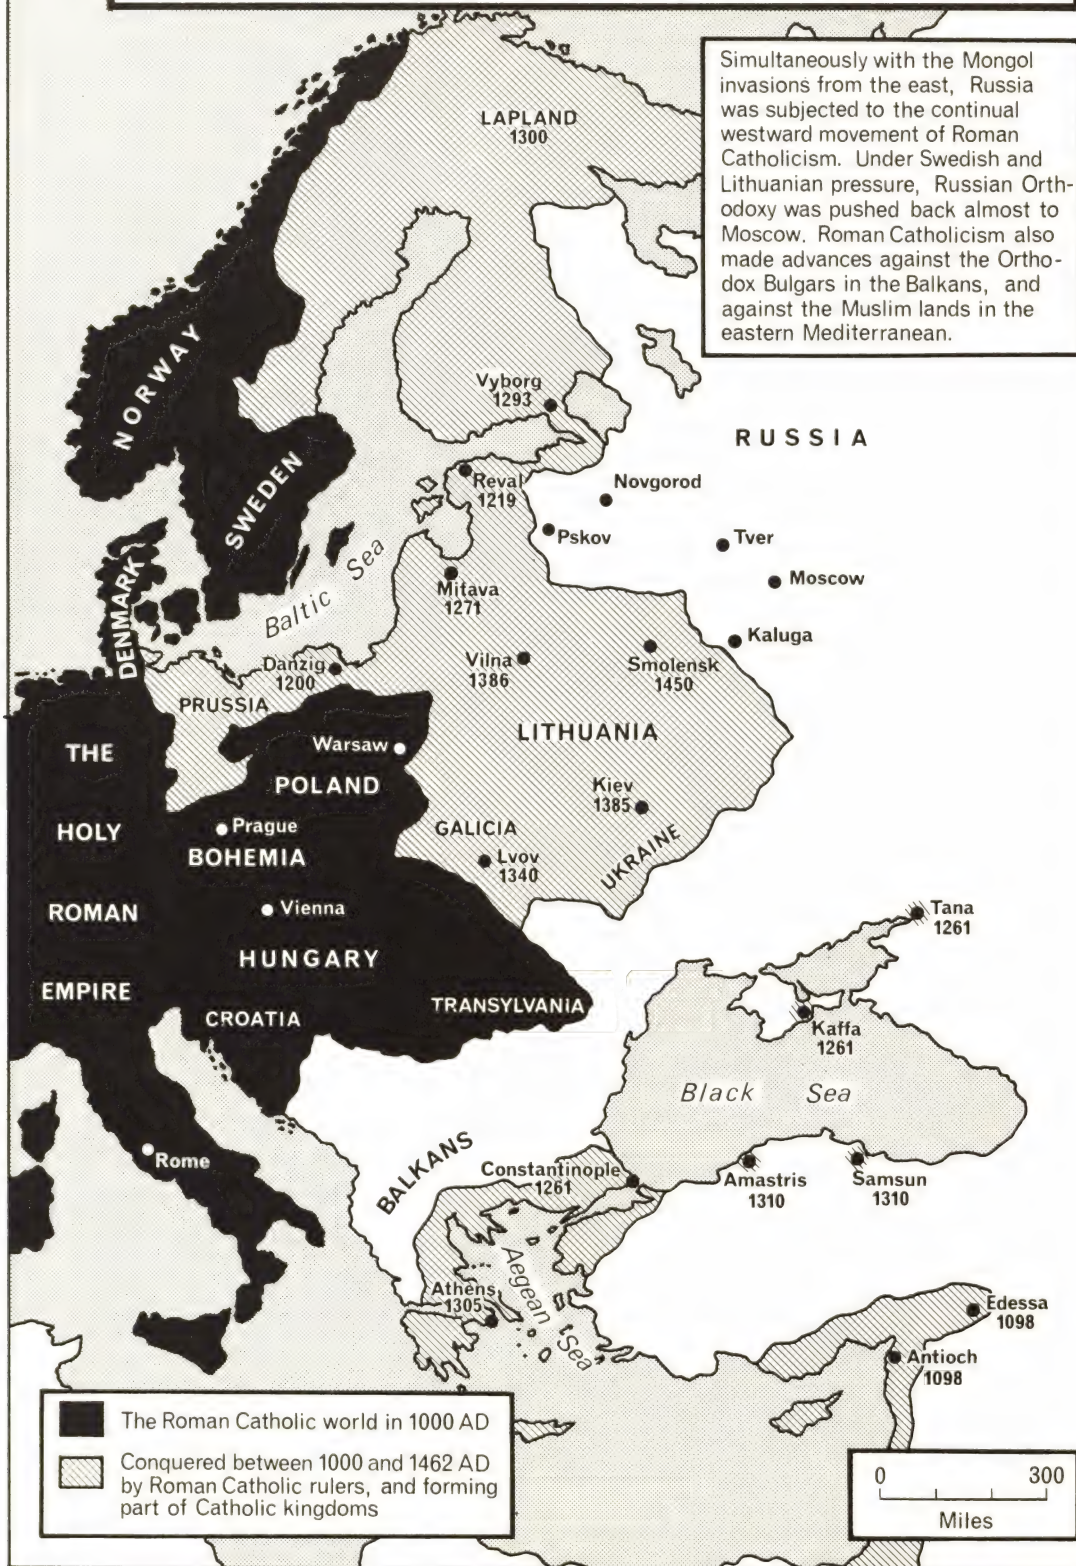 Simultaneously with the Mongol
invasions from the east, Russia
was subjected to the continual
westward movement of Roman
Catholicism. Under Swedish and
Lithuanian pressure, Russian Orth-
odoxy was pushed back almost to
Moscow. Roman Catholicism also
made advances against the Ortho-
dox Bulgars in the Balkans, and
against the Muslim lands in the
eastern Mediterranean.
LAPLAND
1300
NORWAY
SWEDEN
DENMARK
Baltic Sea
Vyborg
1293
RUSSIA
Reval
1219
Novgorod
Pskov
Tver
Moscow
Mitava
1271
Kaluga
Danzig
1200
Vilna
1386
Smolensk
1450
PRUSSIA
LITHUANIA
Warsaw
POLAND
Kiev
1385
THE
HOLY
ROMAN
EMPIRE
Prague
BOHEMIA
GALICIA
Lvov
1340
UKRAINE
Vienna
HUNGARY
Tana
1261
CROATIA
TRANSYLVANIA
Kaffa
1261
Black Sea
Rome
BALKANS
Constantinople
1261
Amastris
1310
Samsun
1310
Aegean Sea
Athens
1305
Edessa
1098
Antioch
1098
The Roman Catholic world in 1000 AD
Conquered between 1000 and 1462 AD
by Roman Catholic rulers, and forming
part of Catholic kingdoms
0 300
Miles